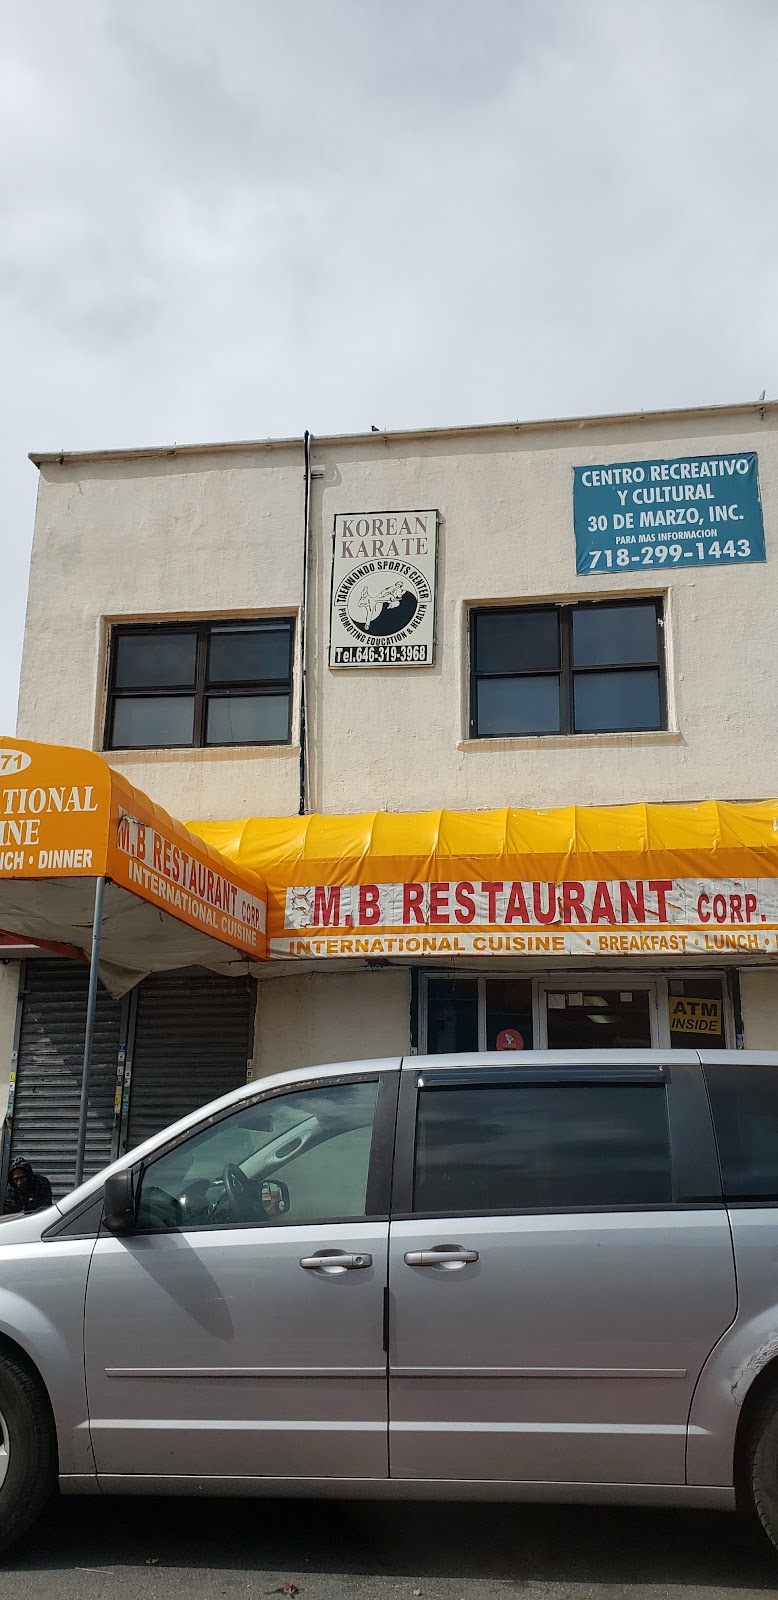 CENTRO RECREATIVO
Y CULTURAL
30 DE MARZO, INC.
PARA MAS INFORMACION
718-299-1443
KOREAN
KARATE
TAEKWONDO SPORTS CENTER
PROMOTING EDUCATION & HEALTH
Tel.646-319-3968
71
TIONAL
INE
NCH • DINNER
M.B RESTAURANT CORP.
INTERNATIONAL CUISINE
M.B RESTAURANT CORP.
INTERNATIONAL CUISINE • BREAKFAST • LUNCH •
ATM
INSIDE